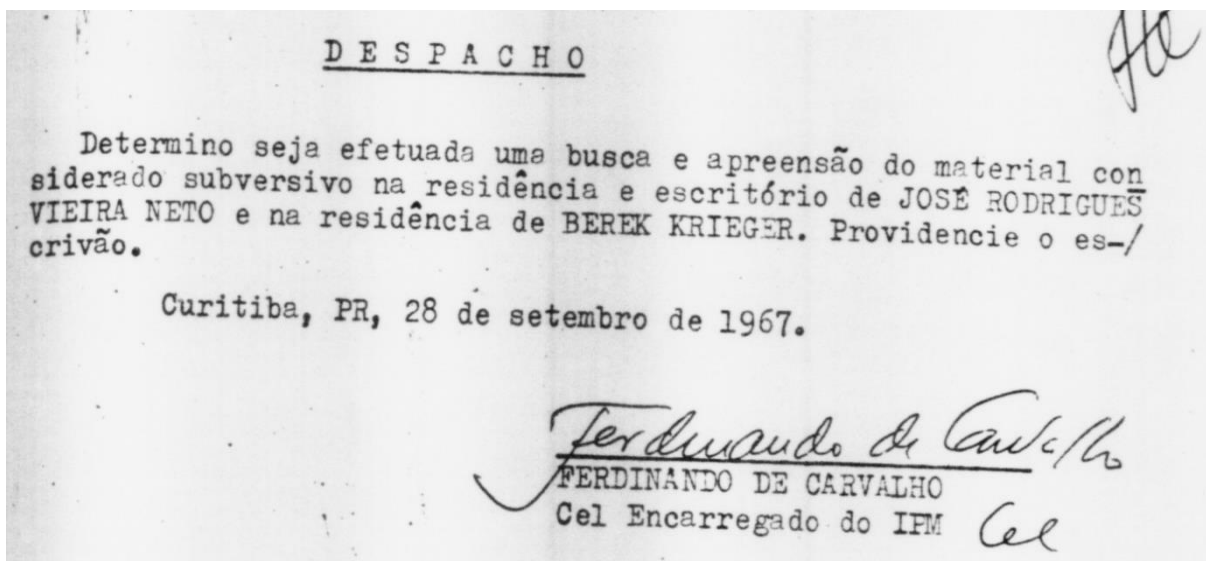 DESPACHO
Determino seja efetuada uma busca e apreensão do material con
siderado subversivo na residência e escritório de JOSÉ RODRIGUES
VIEIRA NETO e na residência de BEREK KRIEGER. Providencie o es-/
crivão.
Curitiba, PR, 28 de setembro de 1967.
Ferdinando de Carvalho
FERDINANDO DE CARVALHO
Cel Encarregado do IPM Cel